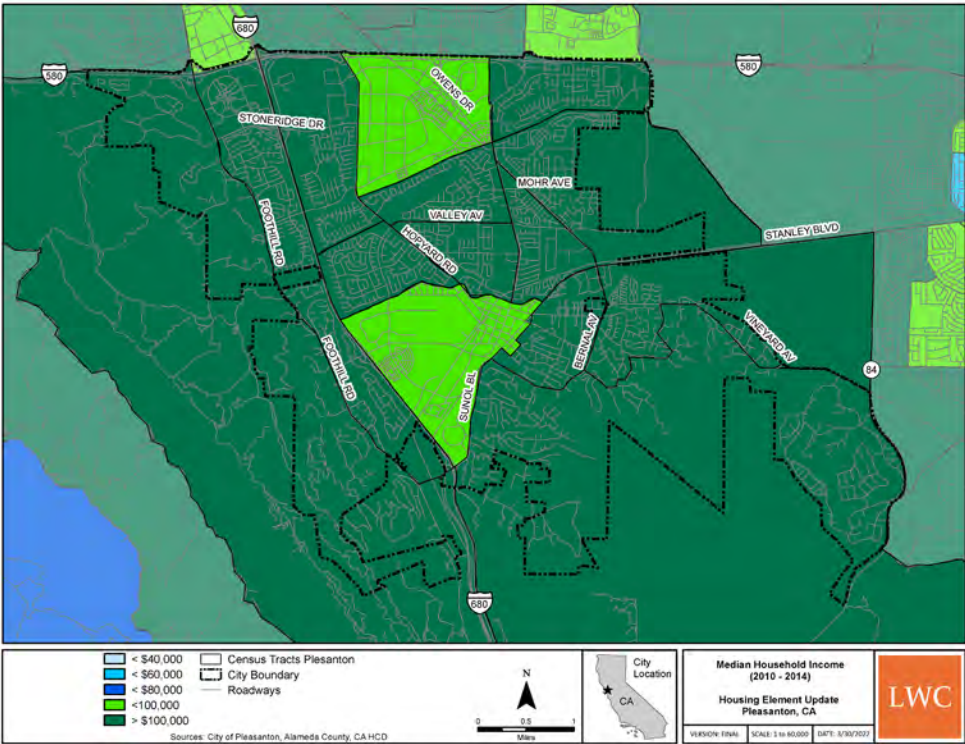 680
580
580
OWENS DR
STONERIDGE DR
MOHR AVE
VALLEY AV
STANLEY BLVD
FOOTHILL RD
HOPYARD RD
BERNAL AV
VINEYARD AV
FOOTHILL RD
SUNOL BL
84
680
< $40,000
< $60,000
< $80,000
<100,000
> $100,000
Census Tracts Plesanton
City Boundary
Roadways
Sources: City of Pleasanton, Alameda County, CA HCD
N
0 0.5 1
Miles
City
Location
CA
Median Household Income
(2010 - 2014)
Housing Element Update
Pleasanton, CA
VERSION: FINAL SCALE: 1 to 60,000 DATE: 3/30/2022
LWC